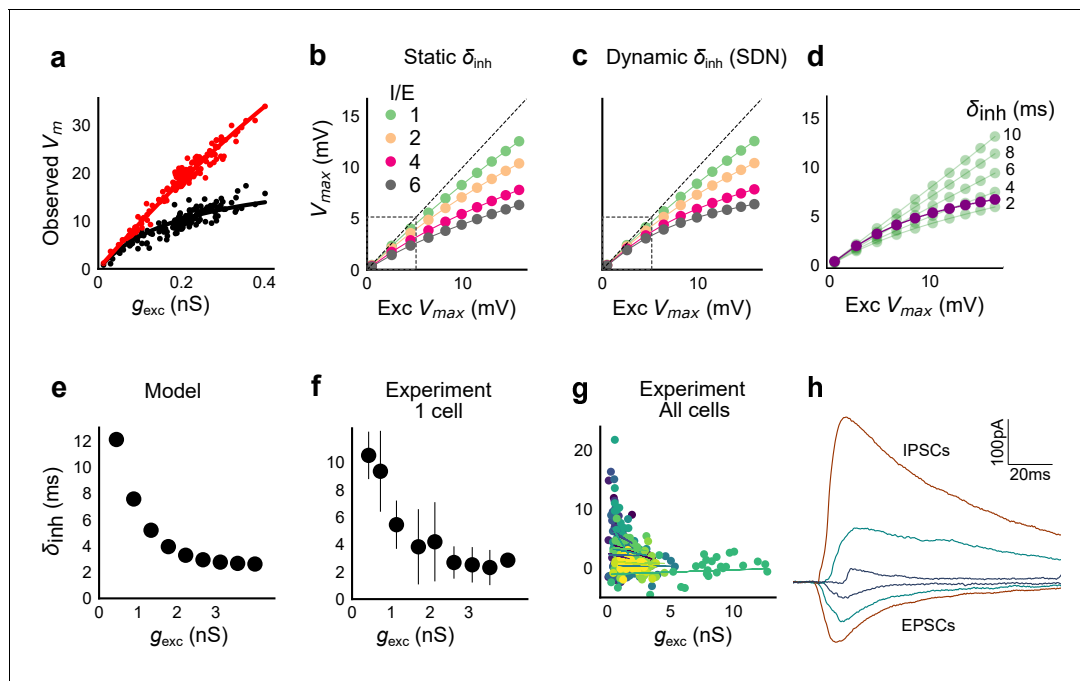 a
Observed Vm
30
20
10
0
0.0
0.2
0.4
gexc (nS)
b
Static δinh
I/E
1
2
4
6
Vmax (mV)
15
10
5
0
0
10
Exc Vmax (mV)
c
Dynamic δinh (SDN)
0
10
Exc Vmax (mV)
d
δinh (ms)
10
8
6
4
2
15
10
5
0
0
10
Exc Vmax (mV)
e
Model
δinh (ms)
12
10
8
6
4
2
0
0
1
2
3
gexc (nS)
f
Experiment
1 cell
10
8
6
4
2
0
0
1
2
3
gexc (nS)
g
Experiment
All cells
20
10
0
0
5
10
gexc (nS)
h
IPSCs
EPSCs
100pA
20ms